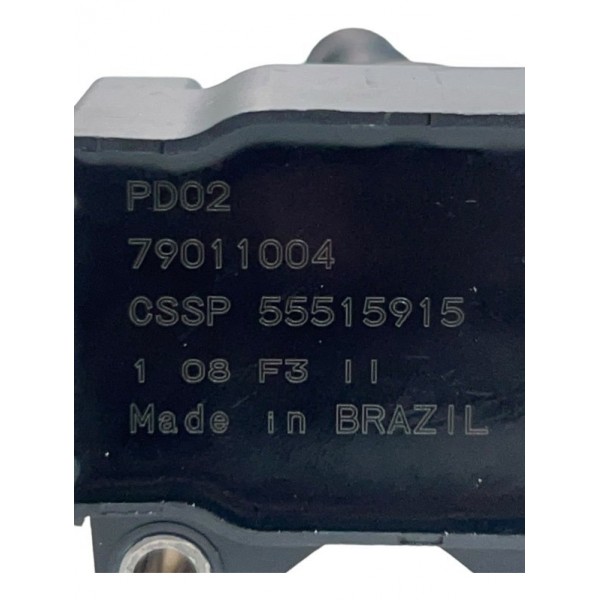 PD02
79011004
CSSP 55515915
1 08 F3 II
Made in BRAZIL